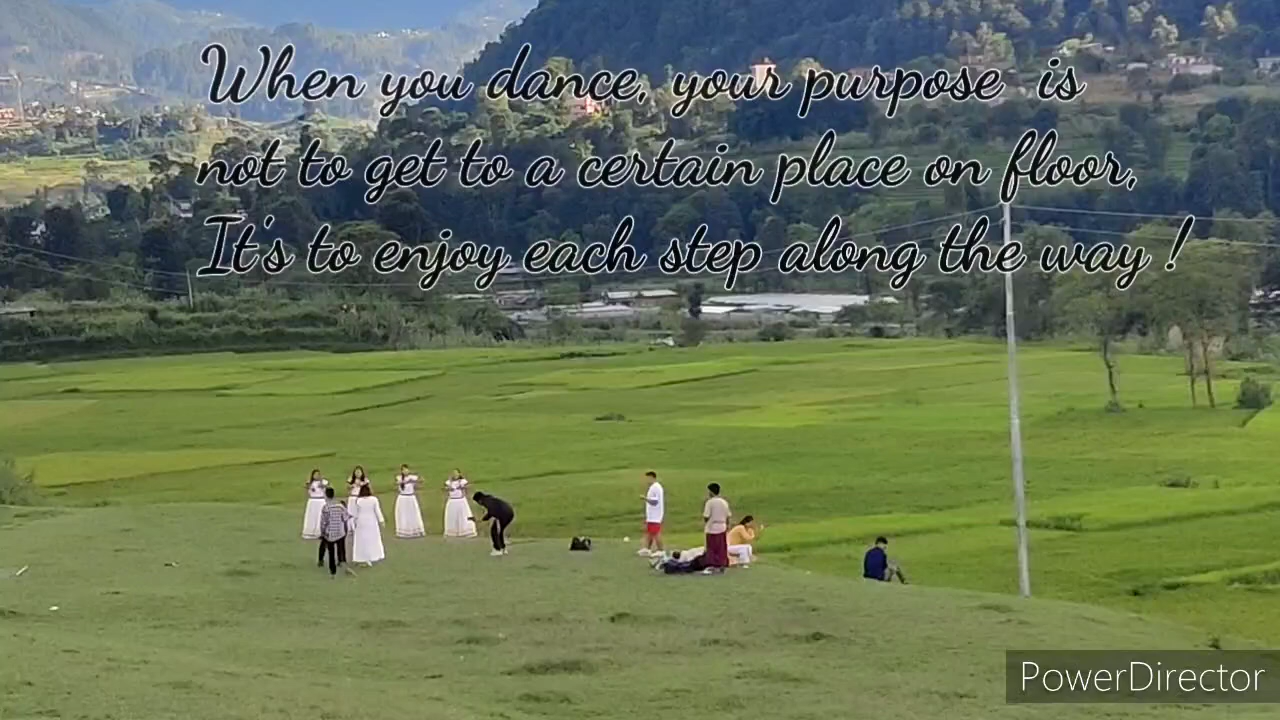 When you dance, your purpose is
not to get to a certain place on floor,
It's to enjoy each step along the way !
PowerDirector